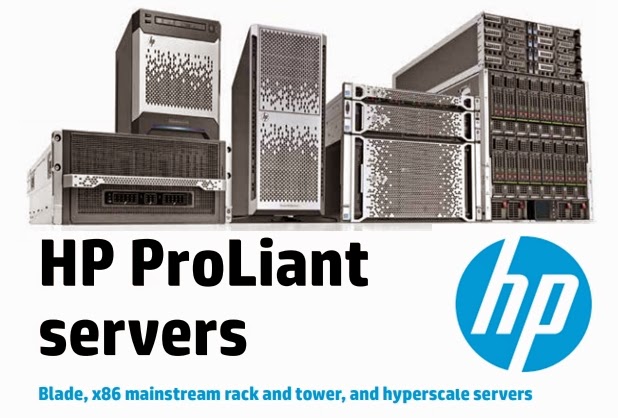 HP ProLiant
servers
hp
Blade, x86 mainstream rack and tower, and hyperscale servers